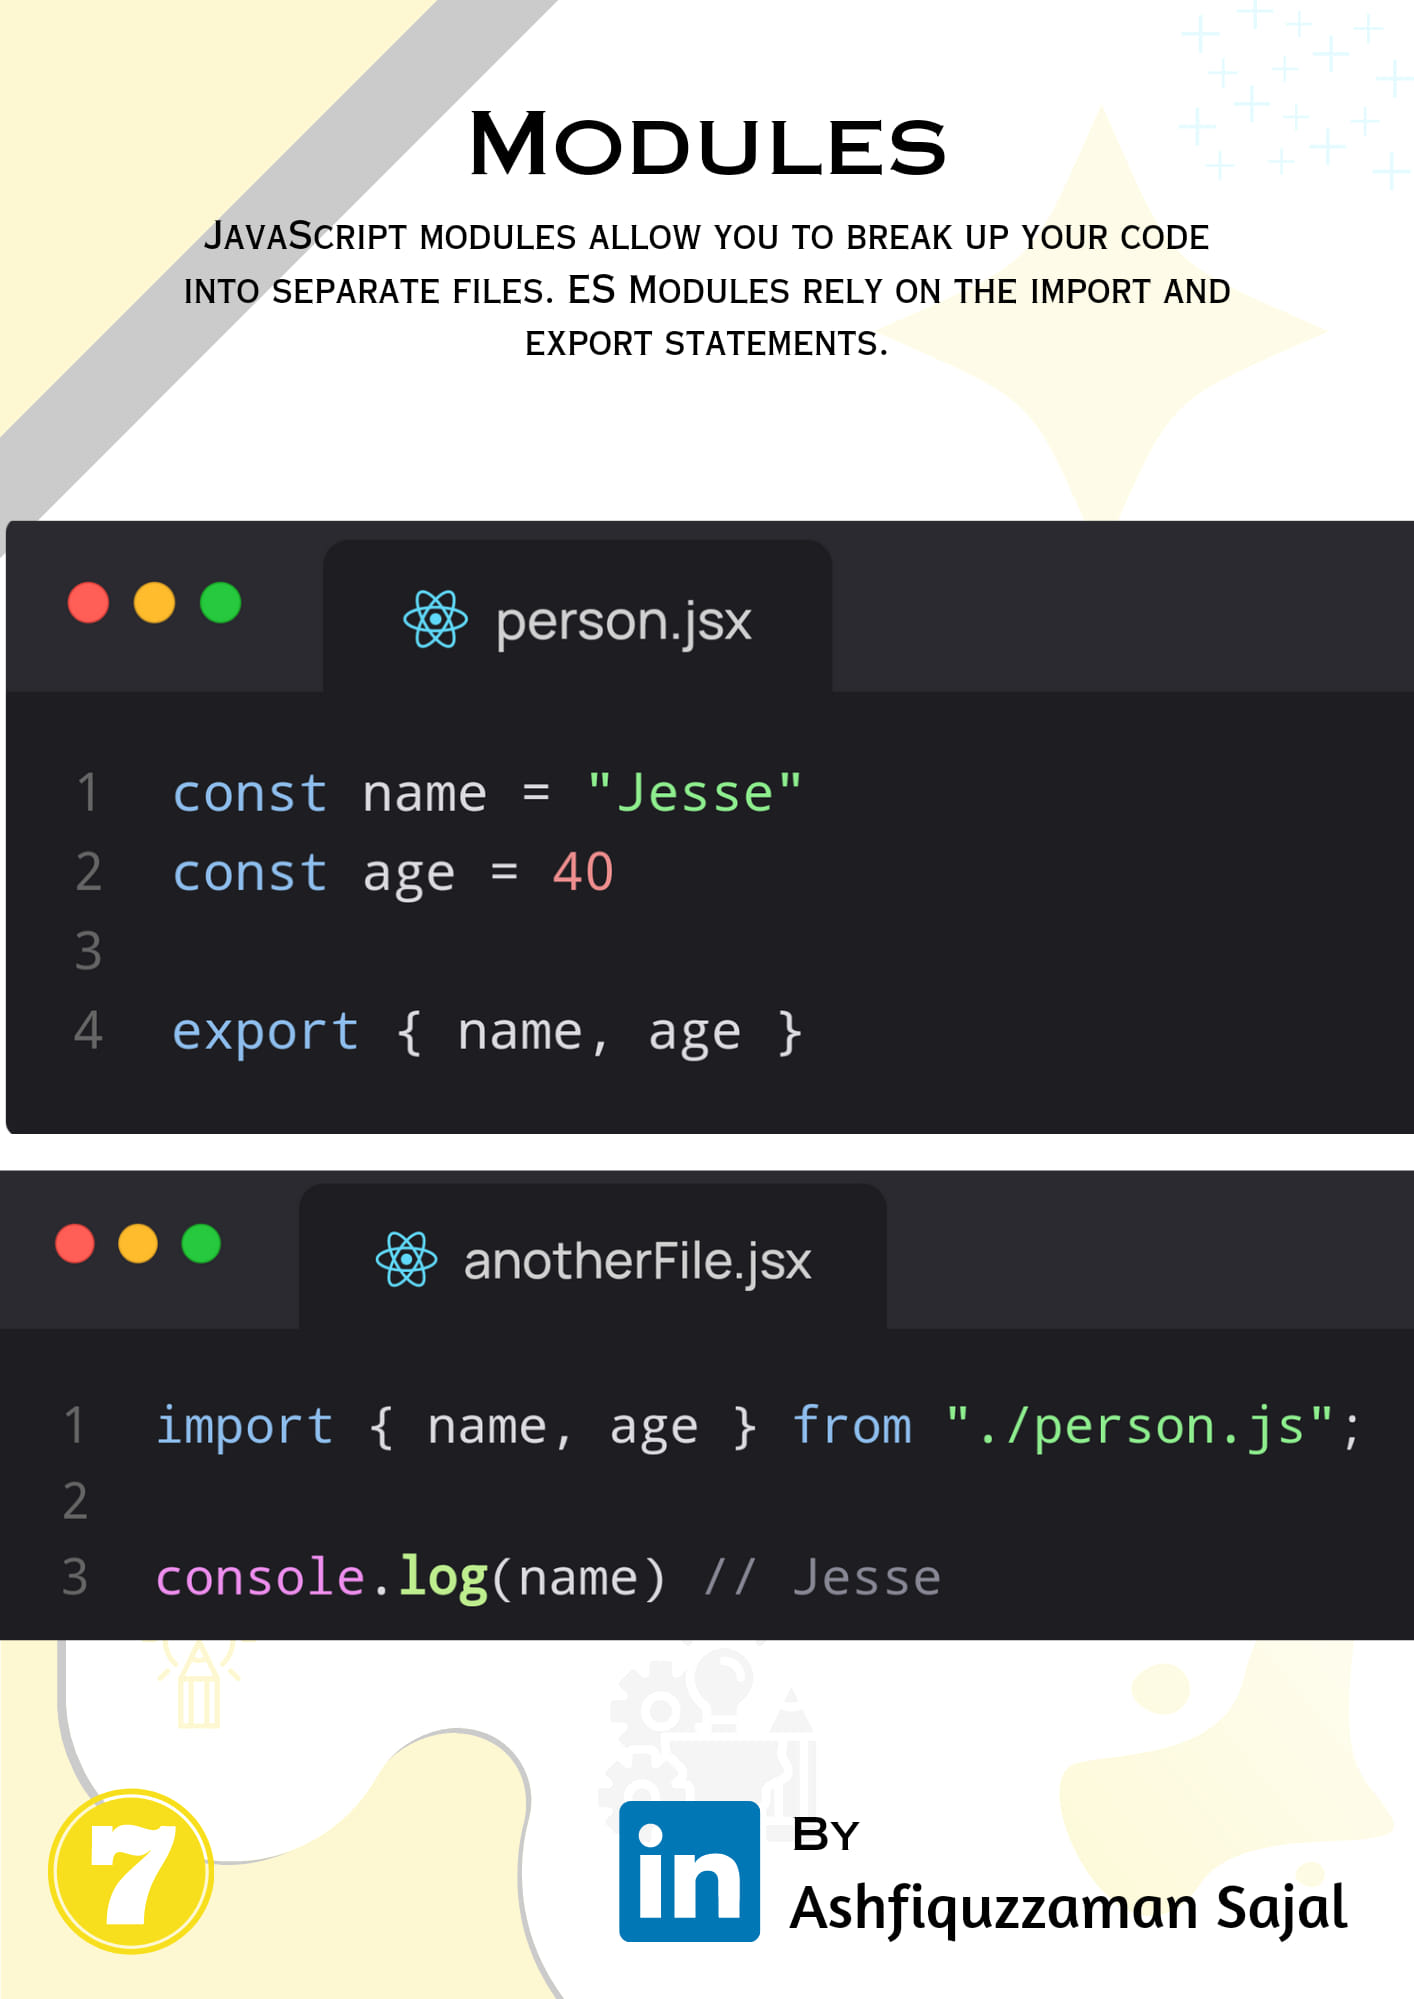 Modules
JavaScript modules allow you to break up your code
into separate files. ES Modules rely on the import and
export statements.
person.jsx
1 const name = "Jesse"
2 const age = 40
3
4 export { name, age }
anotherFile.jsx
1 import { name, age } from "./person.js";
2
3 console.log(name) // Jesse
7
in
By
Ashfiquzzaman Sajal